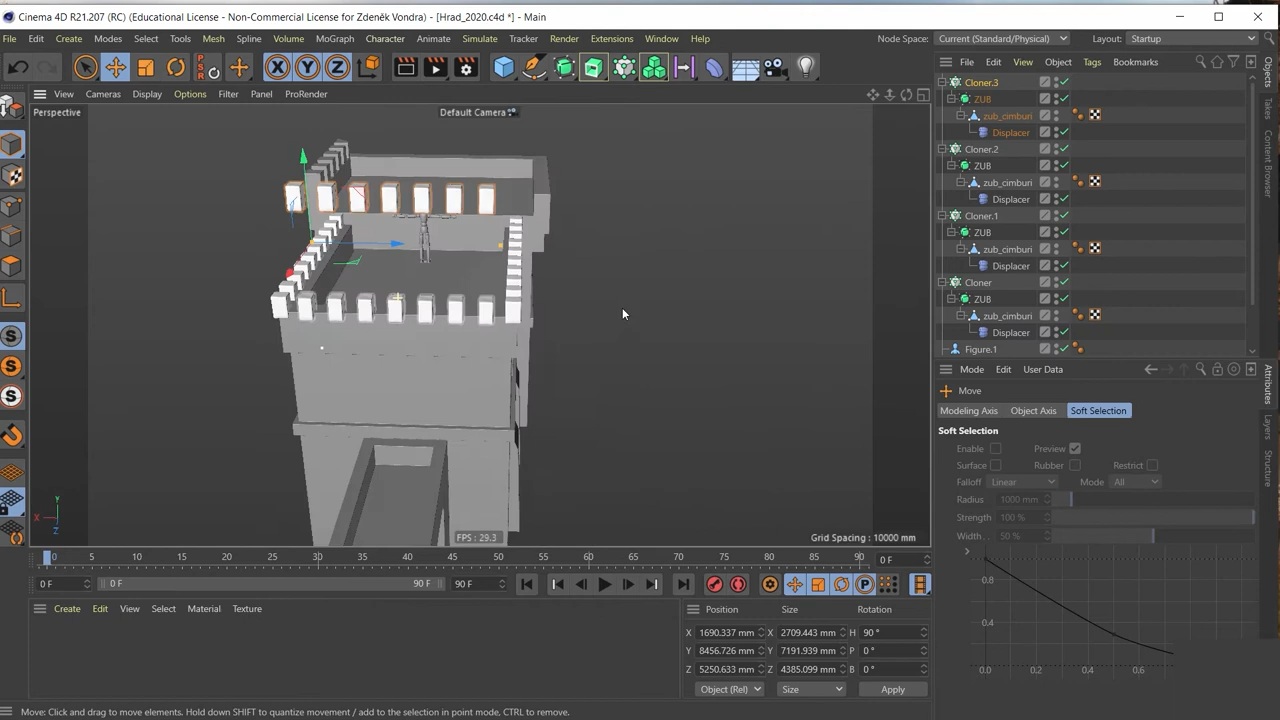 Cinema 4D R21.207 (RC) (Educational License - Non-Commercial License for Zdeněk Vondra) - [Hrad_2020.c4d *] - Main
File Edit Create Modes Select Tools Mesh Spline Volume MoGraph Character Animate Simulate Tracker Render Extensions Window Help Node Space: Current (Standard/Physical) Layout: Startup
X Y Z PSR
File Edit View Object Tags Bookmarks
View Cameras Display Options Filter Panel ProRender
Perspective Default Camera
Cloner.3
ZUB
zub_cimburi
Displacer
Cloner.2
ZUB
zub_cimburi
Displacer
Cloner.1
ZUB
zub_cimburi
Displacer
Cloner
ZUB
zub_cimburi
Displacer
Figure.1
Objects
Takes
Content Browser
Mode Edit User Data
Move
Modeling Axis Object Axis Soft Selection
Soft Selection
Enable Preview
Surface Rubber Restrict
Falloff Linear Mode All
Radius 1000 mm
Strength 100 %
Width . . 50 %
0.8
0.4
0.0 0.2 0.4 0.6
Attributes
Layers
Structure
S
S
S
Y
X
Z
FPS : 29.3 Grid Spacing : 10000 mm
0 5 10 15 20 25 30 35 40 45 50 55 60 65 70 75 80 85 90 0 F
0 F 0 F 90 F 90 F P
Create Edit View Select Material Texture
Position Size Rotation
X 1690.337 mm X 2709.443 mm H 90 °
Y 8456.726 mm Y 7191.939 mm P 0 °
Z 5250.633 mm Z 4385.099 mm B 0 °
Object (Rel) Size Apply
Move: Click and drag to move elements. Hold down SHIFT to quantize movement / add to the selection in point mode, CTRL to remove.